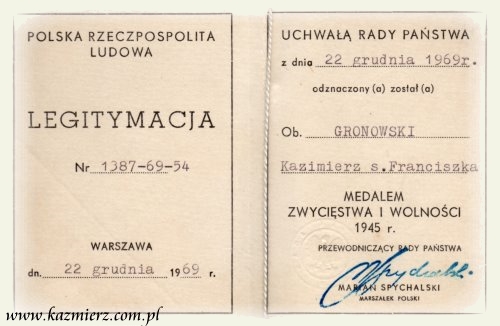 POLSKA RZECZPOSPOLITA
LUDOWA
LEGITYMACJA
Nr 1387-69-54
WARSZAWA
dn. 22 grudnia 1969 r.
UCHWAŁĄ RADY PAŃSTWA
z dnia 22 grudnia 1969r.
odznaczony (a) został (a)
Ob. GRONOWSKI
Kazimierz s.Franciszka
MEDALEM
ZWYCIĘSTWA I WOLNOŚCI
1945 r.
PRZEWODNICZĄCY RADY PAŃSTWA
MSpychalski
MARIAN SPYCHALSKI
MARSZAŁEK POLSKI
www.kazmierz.com.pl